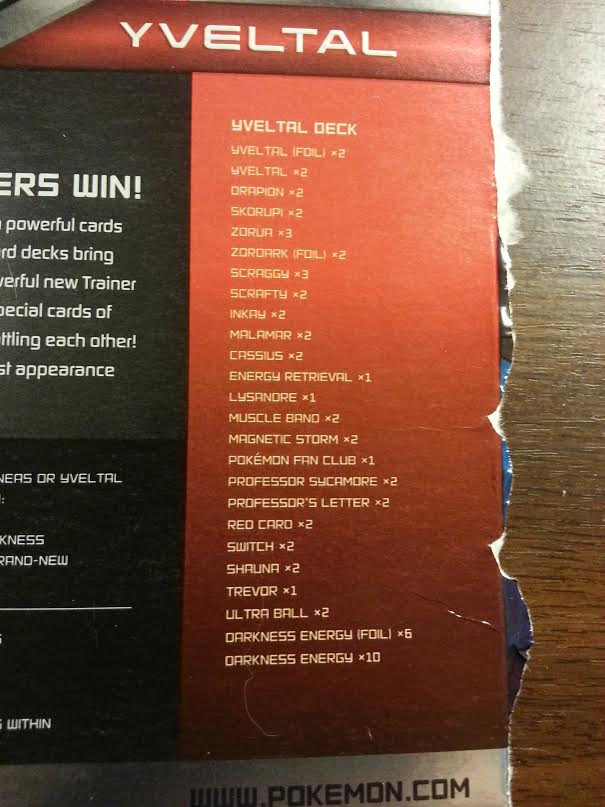 YVELTAL
ERS WIN!
powerful cards
rd decks bring
verful new Trainer
pecial cards of
ttling each other!
st appearance
NEAS OR YVELTAL
KNESS
RAND-NEW
WITHIN
YVELTAL DECK
YVELTAL (FOIL) ×2
YVELTAL ×2
DRAPION ×2
SKORUPI ×2
ZORUA ×3
ZOROARK (FOIL) ×2
SCRAGGY ×3
SCRAFTY ×2
INKAY ×2
MALAMAR ×2
CASSIUS ×2
ENERGY RETRIEVAL ×1
LYSANDRE ×1
MUSCLE BAND ×2
MAGNETIC STORM ×2
POKÉMON FAN CLUB ×1
PROFESSOR SYCAMORE ×2
PROFESSOR'S LETTER ×2
RED CARD ×2
SWITCH ×2
SHAUNA ×2
TREVOR ×1
ULTRA BALL ×2
DARKNESS ENERGY (FOIL) ×6
DARKNESS ENERGY ×10
WWW.POKEMON.COM